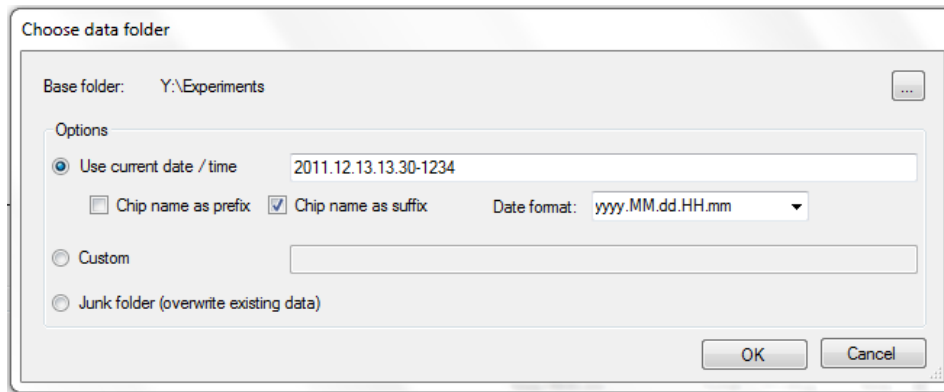 Choose data folder
Base folder: Y:\Experiments ...
Options
Use current date / time 2011.12.13.13.30-1234
Chip name as prefix Chip name as suffix Date format: yyyy.MM.dd.HH.mm
Custom
Junk folder (overwrite existing data)
OK Cancel